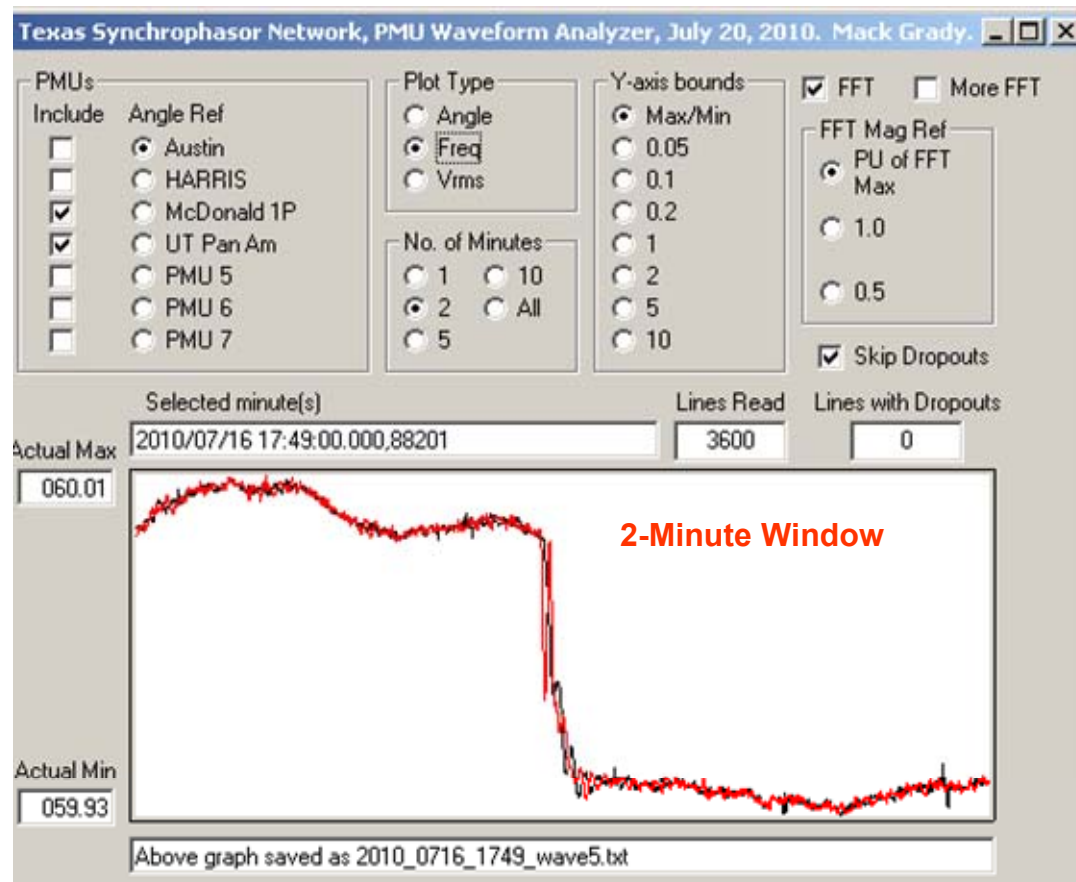 Texas Synchrophasor Network, PMU Waveform Analyzer, July 20, 2010. Mack Grady.
PMUs
Include Angle Ref
Austin
HARRIS
McDonald 1P
UT Pan Am
PMU 5
PMU 6
PMU 7
Plot Type
Angle
Freq
Vrms
No. of Minutes
1 10
2 All
5
Y-axis bounds
Max/Min
0.05
0.1
0.2
1
2
5
10
FFT More FFT
FFT Mag Ref
PU of FFT
Max
1.0
0.5
Skip Dropouts
Selected minute(s)
2010/07/16 17:49:00.000,88201
Lines Read
3600
Lines with Dropouts
0
Actual Max
060.01
2-Minute Window
Actual Min
059.93
Above graph saved as 2010_0716_1749_wave5.txt